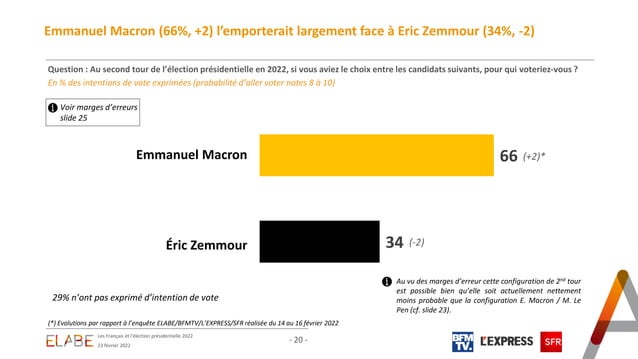 Emmanuel Macron (66%, +2) l’emporterait largement face à Eric Zemmour (34%, -2)
Question : Au second tour de l’élection présidentielle en 2022, si vous aviez le choix entre les candidats suivants, pour qui voteriez-vous ?
En % des intentions de vote exprimées (probabilité d’aller voter notes 8 à 10)
Voir marges d’erreurs
slide 25
Emmanuel Macron
66 (+2)*
Éric Zemmour
34 (-2)
Au vu des marges d’erreur cette configuration de 2nd tour
est possible bien qu’elle soit actuellement nettement
moins probable que la configuration E. Macron / M. Le
Pen (cf. slide 23).
29% n’ont pas exprimé d’intention de vote
(*) Evolutions par rapport à l’enquête ELABE/BFMTV/L’EXPRESS/SFR réalisée du 14 au 16 février 2022
ELABE
Les Français et l’élection présidentielle 2022
23 février 2022
- 20 -
BFM
TV.
L’EXPRESS
SFR